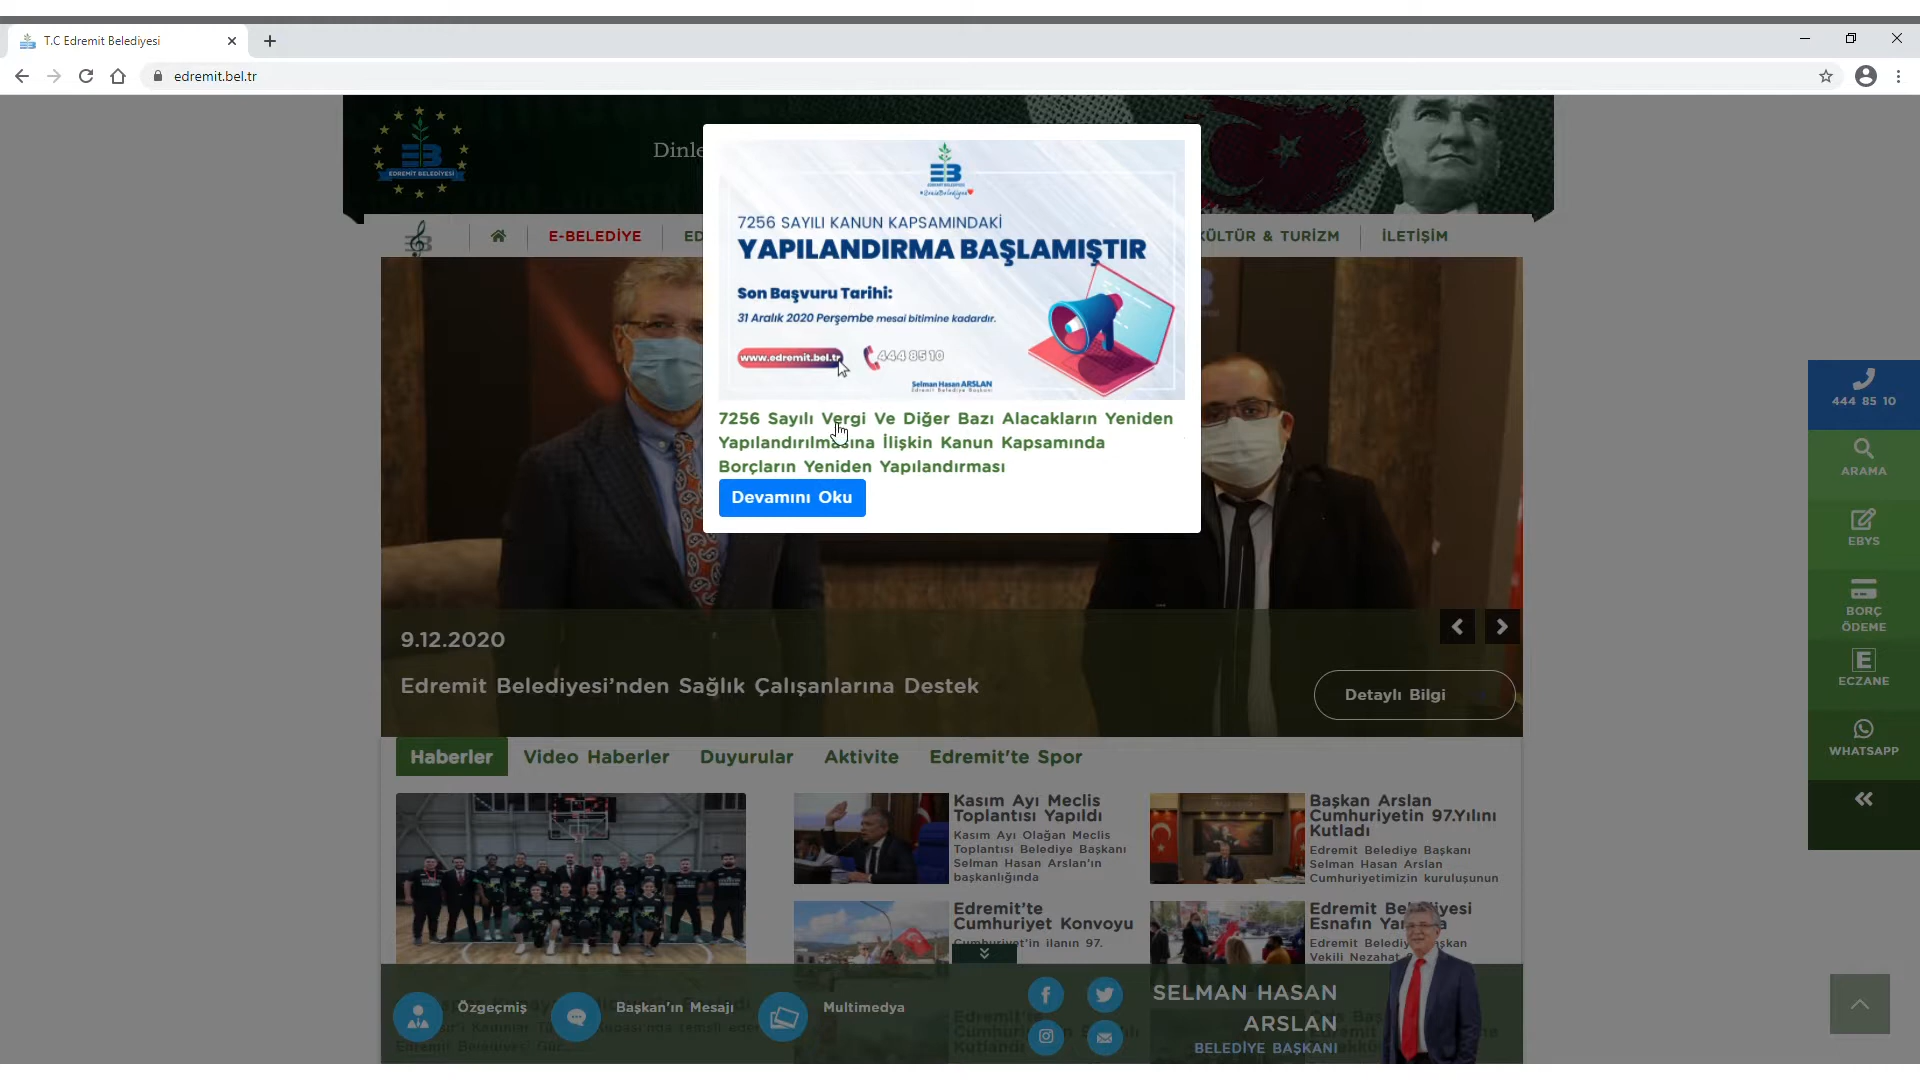 T.C Edremit Belediyesi
edremit.bel.tr
EDREMİT BELEDİYESİ
E-BELEDİYE
KÜLTÜR & TURİZM
İLETİŞİM
7256 SAYILI KANUN KAPSAMINDAKİ
YAPILANDIRMA BAŞLAMIŞTIR
Son Başvuru Tarihi:
31 Aralık 2020 Perşembe mesai bitimine kadardır.
www.edremit.bel.tr
444 85 10
Selman Hasan ARSLAN
Edremit Belediye Başkanı
7256 Sayılı Vergi Ve Diğer Bazı Alacakların Yeniden
Yapılandırılmasına İlişkin Kanun Kapsamında
Borçların Yeniden Yapılandırması
Devamını Oku
444 85 10
ARAMA
EBYS
BORÇ
ÖDEME
E
ECZANE
WHATSAPP
9.12.2020
Edremit Belediyesi’nden Sağlık Çalışanlarına Destek
Detaylı Bilgi
Haberler
Video Haberler
Duyurular
Aktivite
Edremit'te Spor
Kasım Ayı Meclis
Toplantısı Yapıldı
Kasım Ayı Olağan Meclis
Toplantısı Belediye Başkanı
Selman Hasan Arslan'ın
başkanlığında
Başkan Arslan
Cumhuriyetin 97.Yılını
Kutladı
Edremit Belediye Başkanı
Selman Hasan Arslan
Cumhuriyetimizin kuruluşunun
Edremit’te
Cumhuriyet Konvoyu
Cumhuriyet'in ilanın 97.
Edremit
Esnafın
Edremit
Vekili Nezahat
Özgeçmiş
Başkan'ın Mesajı
Multimedya
SELMAN HASAN
ARSLAN
BELEDİYE BAŞKANI